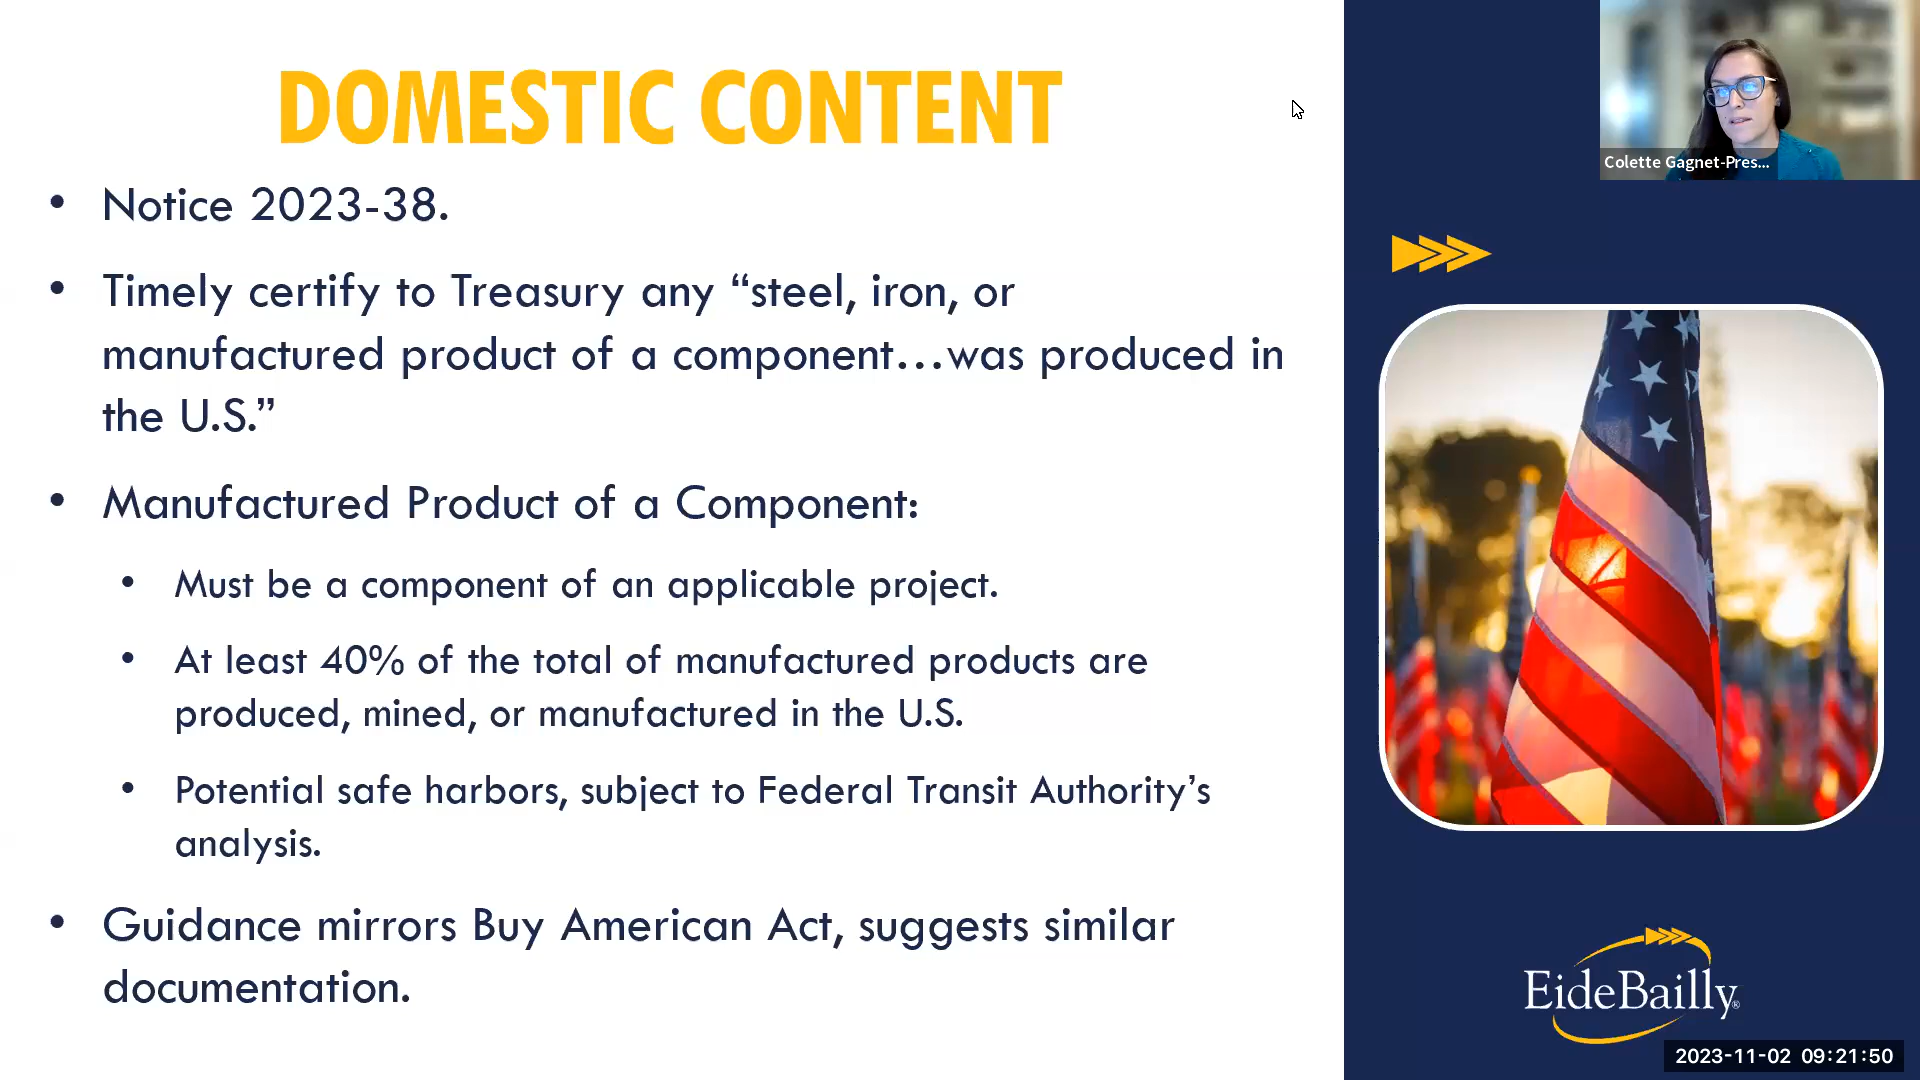 DOMESTIC CONTENT
• Notice 2023-38.
• Timely certify to Treasury any “steel, iron, or
manufactured product of a component…was produced in
the U.S.”
• Manufactured Product of a Component:
• Must be a component of an applicable project.
• At least 40% of the total of manufactured products are
produced, mined, or manufactured in the U.S.
• Potential safe harbors, subject to Federal Transit Authority’s
analysis.
• Guidance mirrors Buy American Act, suggests similar
documentation.
Colette Gagnet-Pres...
EideBailly®
2023-11-02 09:21:50